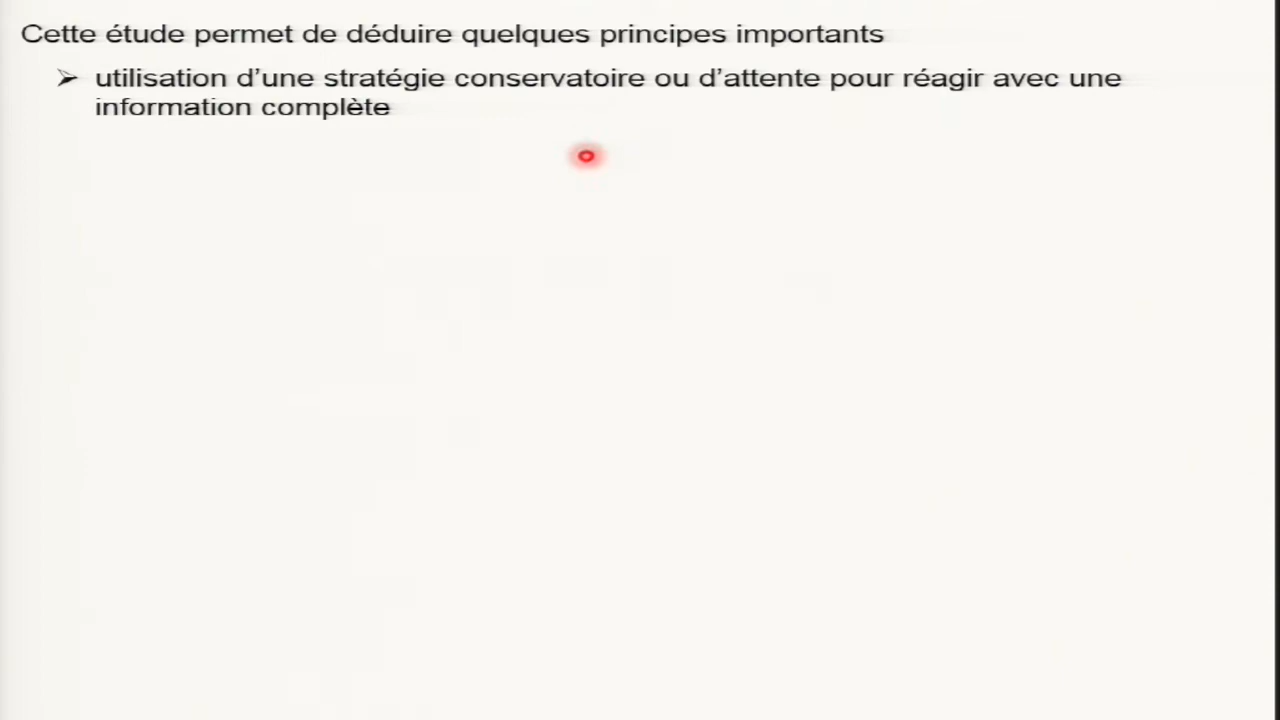 Cette étude permet de déduire quelques principes importants
➢ utilisation d’une stratégie conservatoire ou d’attente pour réagir avec une
information complète